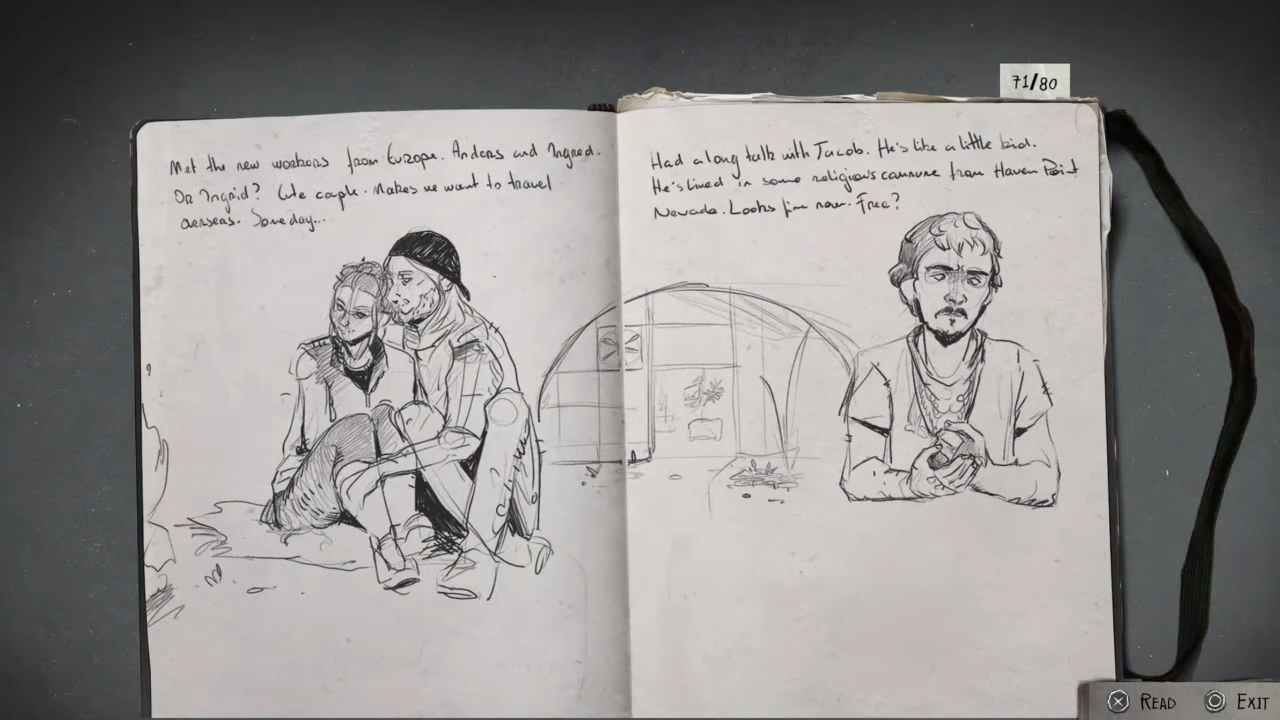 71/80
Met the new workers from Europe. Anders and Ingred.
Or Ingrid? Cute couple. Makes me want to travel
overseas. Someday...
Had a long talk with Jacob. He's like a little bird.
He's lived in some religious commune from Haven Point
Nevada. Looks fine now. Free?
READ
EXIT